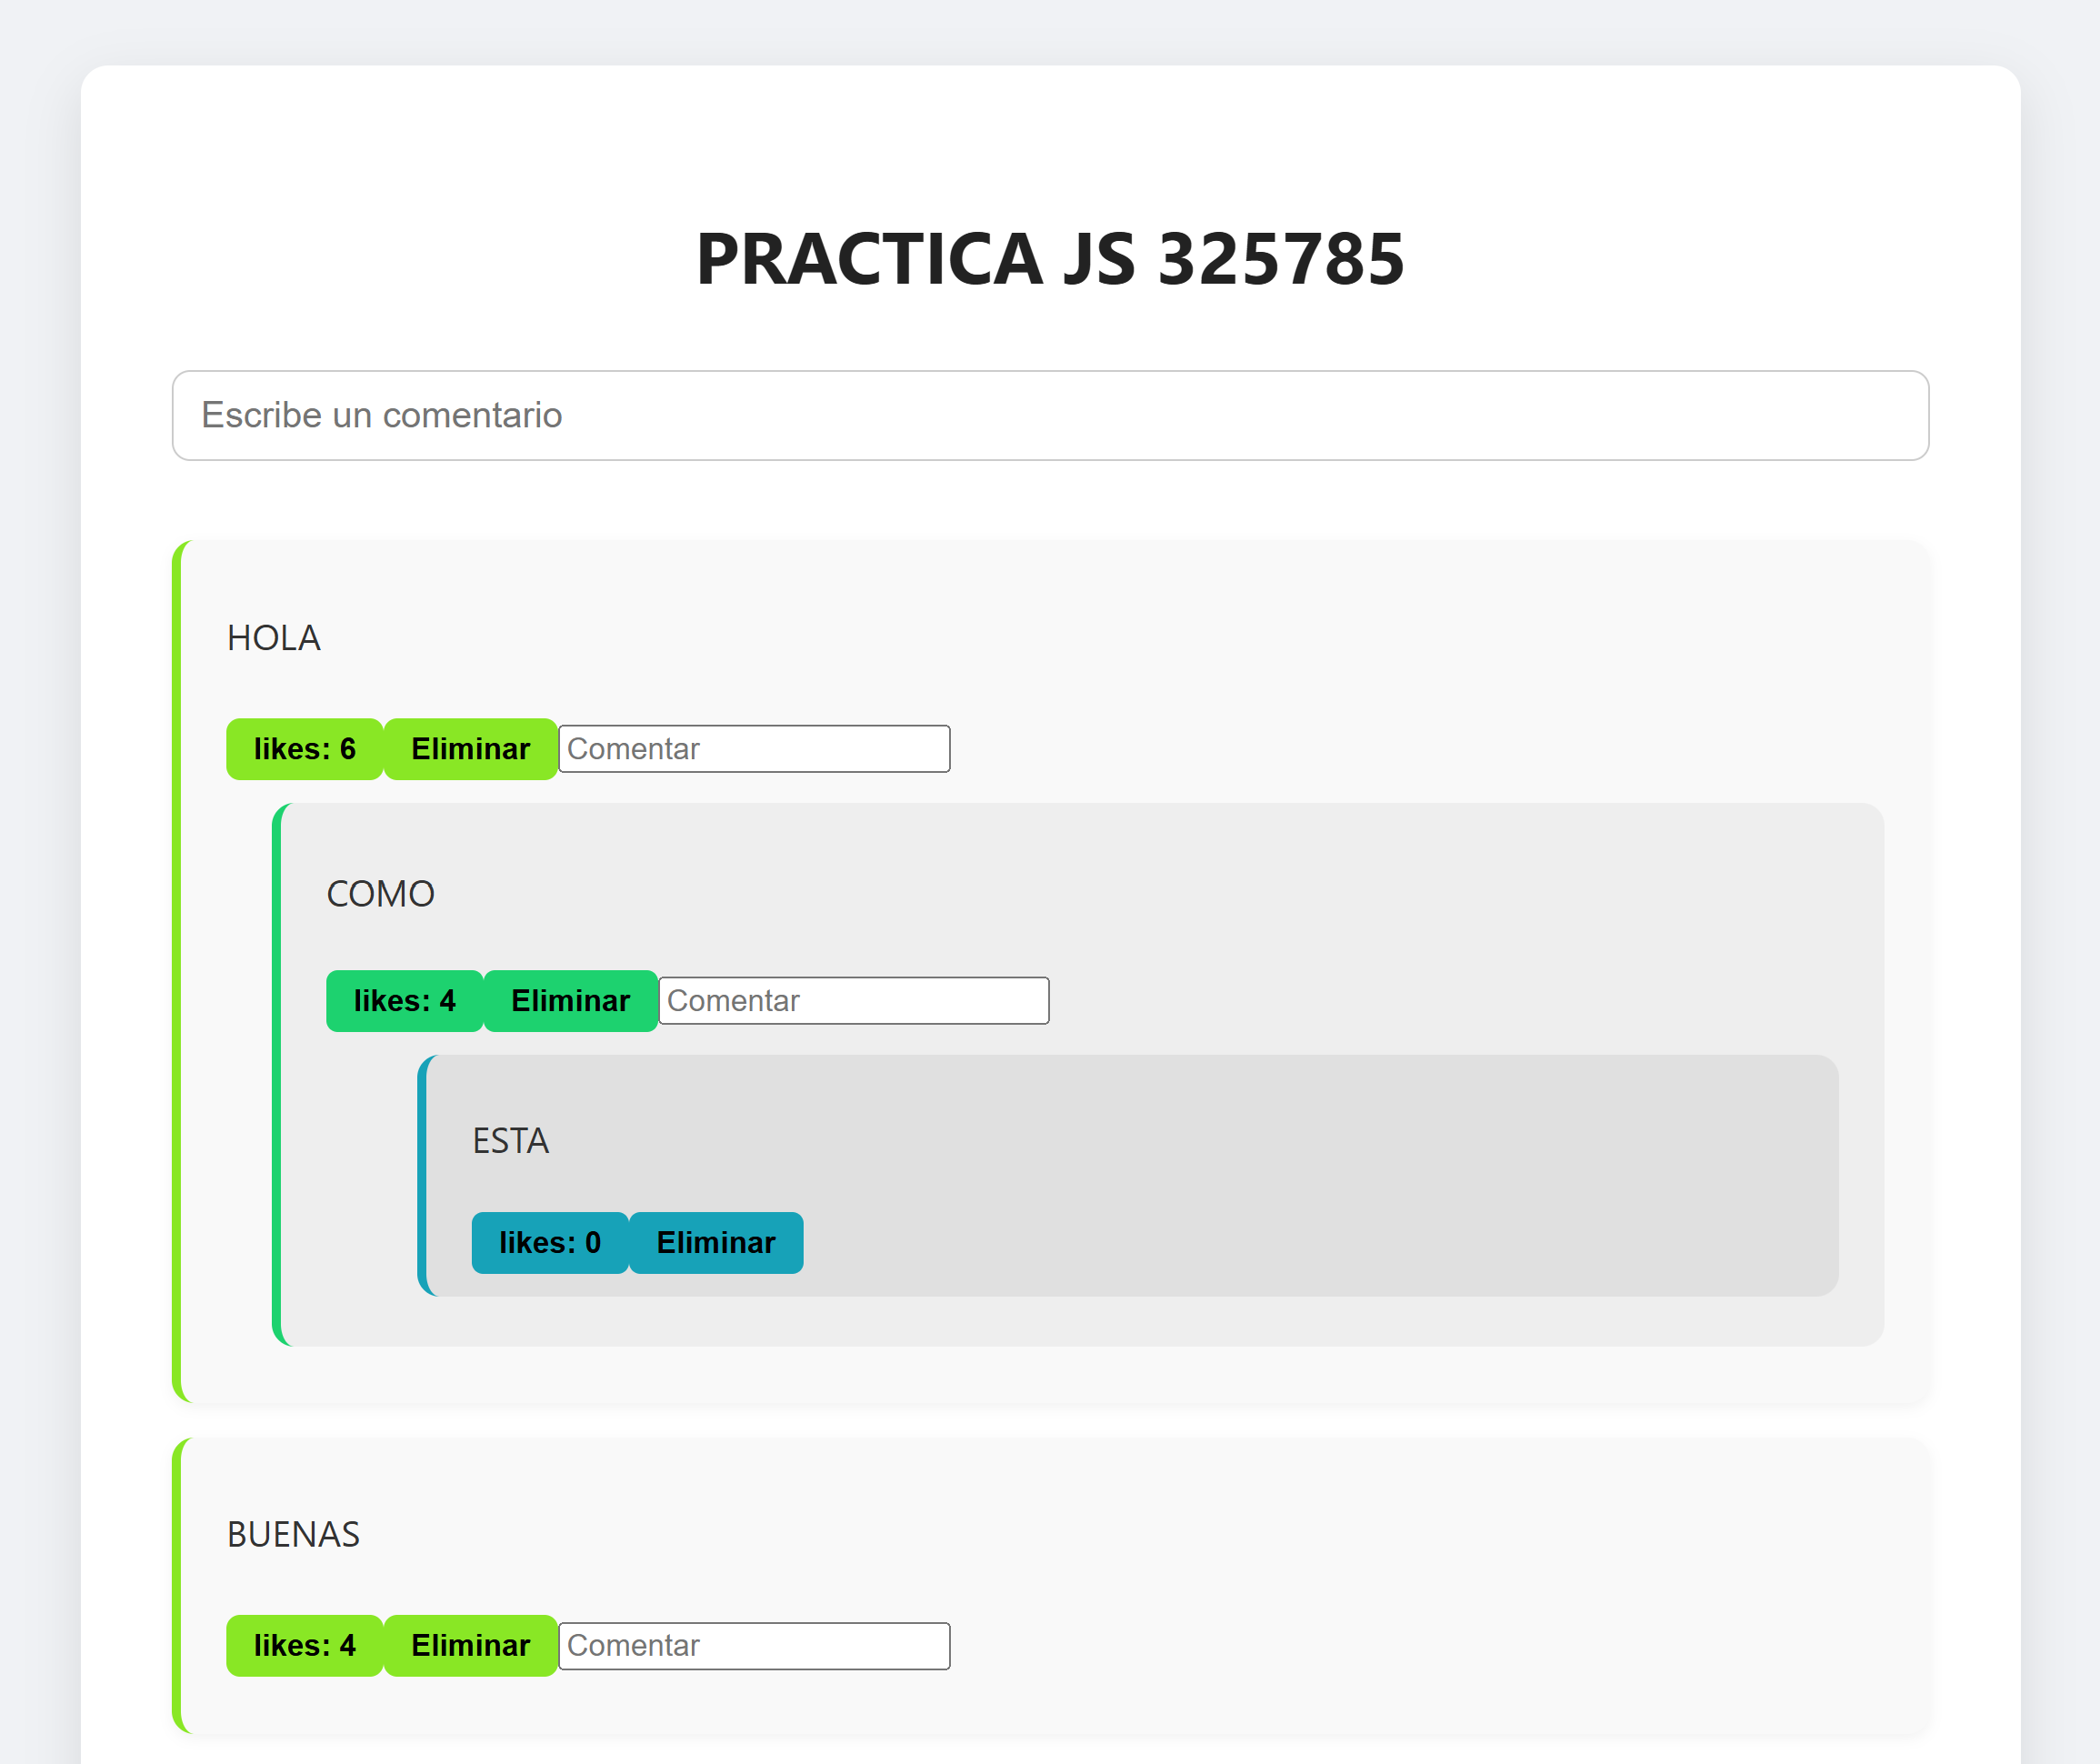 PRACTICA JS 325785
Escribe un comentario
HOLA
likes: 6 Eliminar Comentar
COMO
likes: 4 Eliminar Comentar
ESTA
likes: 0 Eliminar
BUENAS
likes: 4 Eliminar Comentar